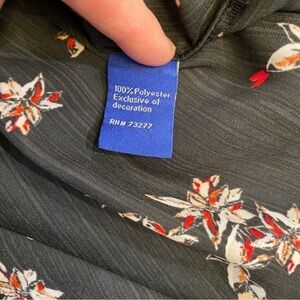 100% Polyester
Exclusive of
decoration
RN# 73277